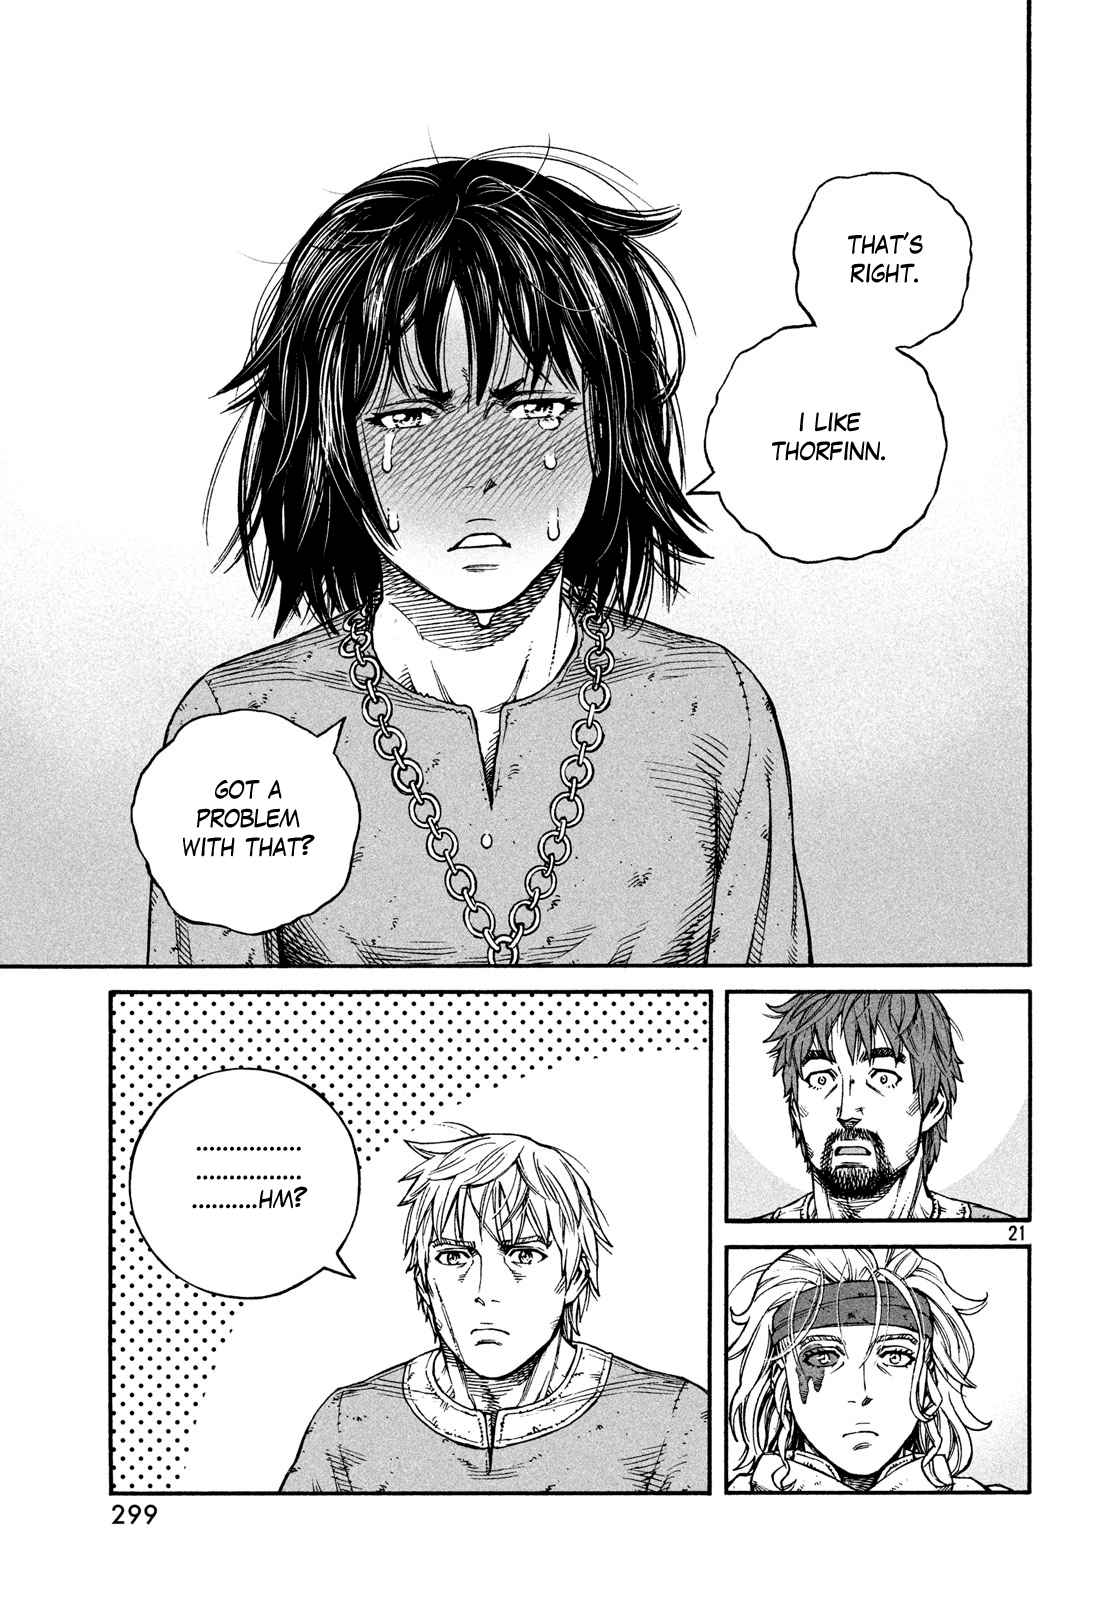 THAT'S
RIGHT.
I LIKE
THORFINN.
GOT A
PROBLEM
WITH THAT?
21
...................
...................
...........HM?
299